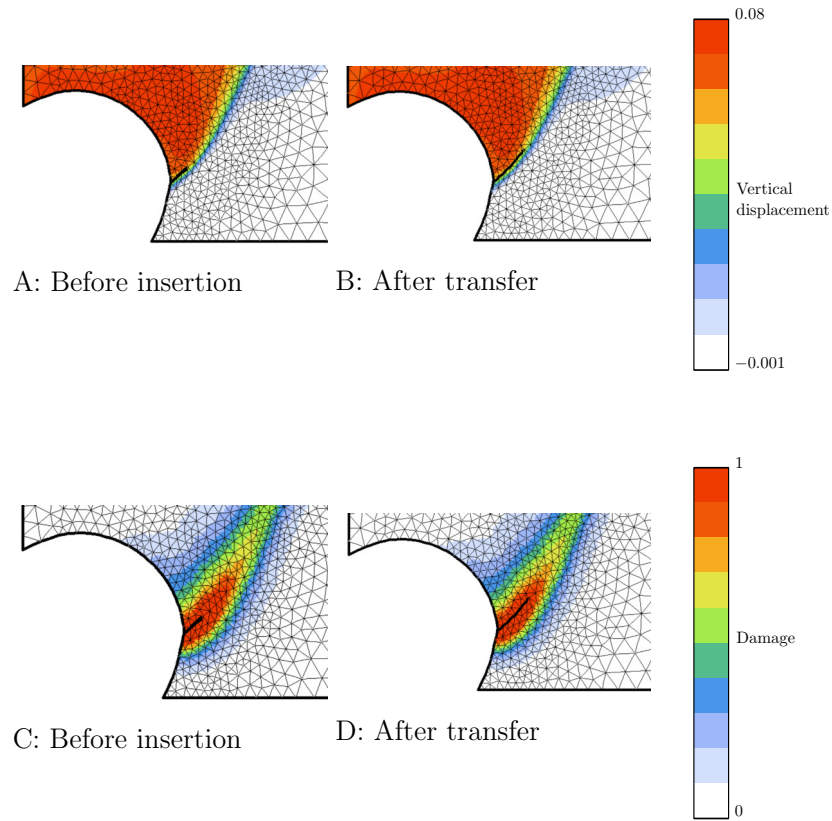 0.08
Vertical
displacement
−0.001
A: Before insertion
B: After transfer
1
Damage
0
C: Before insertion
D: After transfer